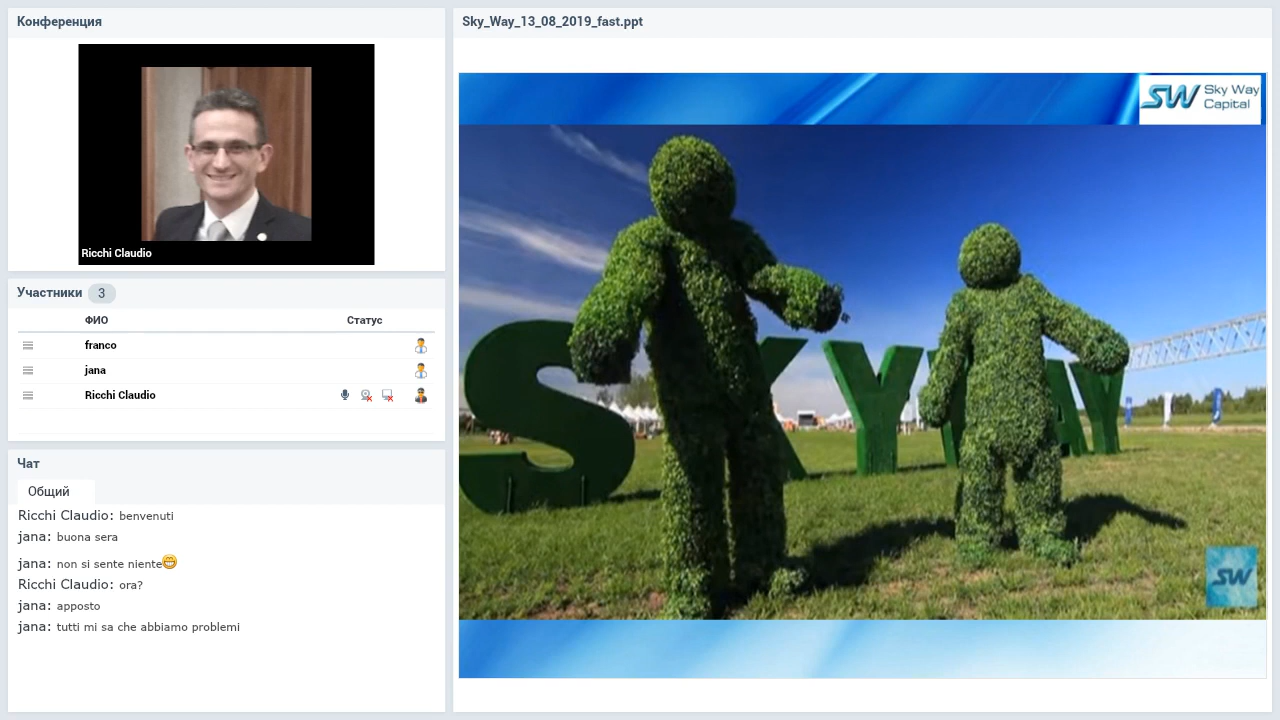 Конференция
Ricchi Claudio
Участники 3
ФИО Статус
franco
jana
Ricchi Claudio
Чат
Общий
Ricchi Claudio: benvenuti
jana: buona sera
jana: non si sente niente
Ricchi Claudio: ora?
jana: apposto
jana: tutti mi sa che abbiamo problemi
Sky_Way_13_08_2019_fast.ppt
SW Sky Way
Capital
SKYWAY
SW